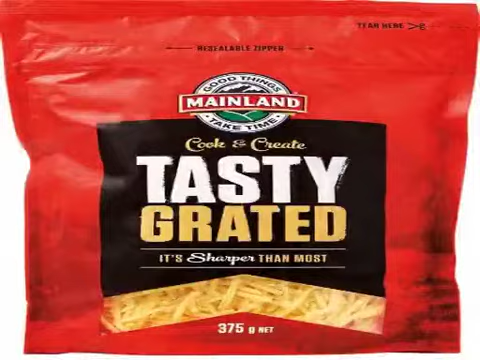 TEAR HERE
RESEALABLE ZIPPER
GOOD THINGS
MAINLAND
TAKE TIME
Cook & Create
TASTY
GRATED
IT'S Sharper THAN MOST
375 g NET